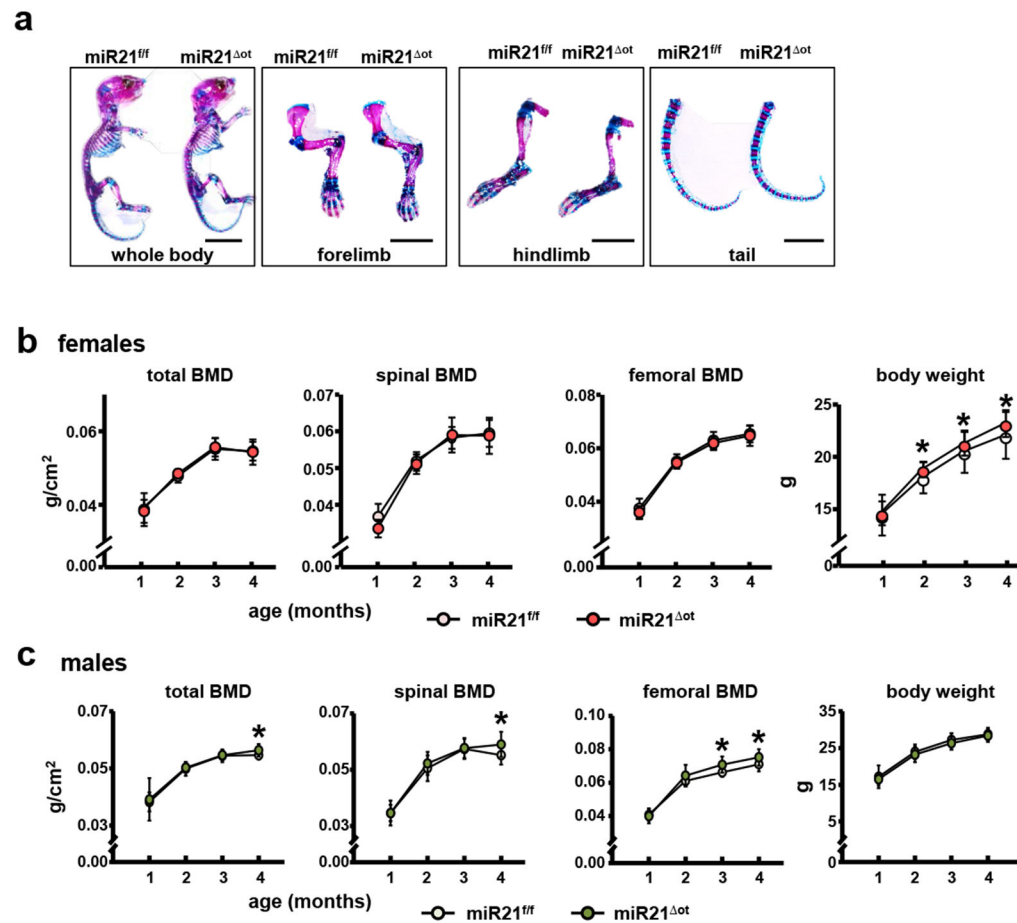 a
miR21f/f miR21Δot miR21f/f miR21Δot miR21f/f miR21Δot miR21f/f miR21Δot
whole body forelimb hindlimb tail
b females
total BMD spinal BMD femoral BMD body weight
g/cm2
0.06
0.04
0.00
1 2 3 4
0.07
0.06
0.05
0.04
0.00
1 2 3 4
0.08
0.06
0.04
0.00
1 2 3 4
g
25
20
15
0
* * *
1 2 3 4
age (months) miR21f/f miR21Δot
c males
total BMD spinal BMD femoral BMD body weight
g/cm2
0.07
0.05
0.03
0.00
*
1 2 3 4
0.07
0.05
0.03
0.00
*
1 2 3 4
0.10
0.08
0.06
0.04
0.00
* *
1 2 3 4
g
35
25
15
5
0
1 2 3 4
age (months) miR21f/f miR21Δot